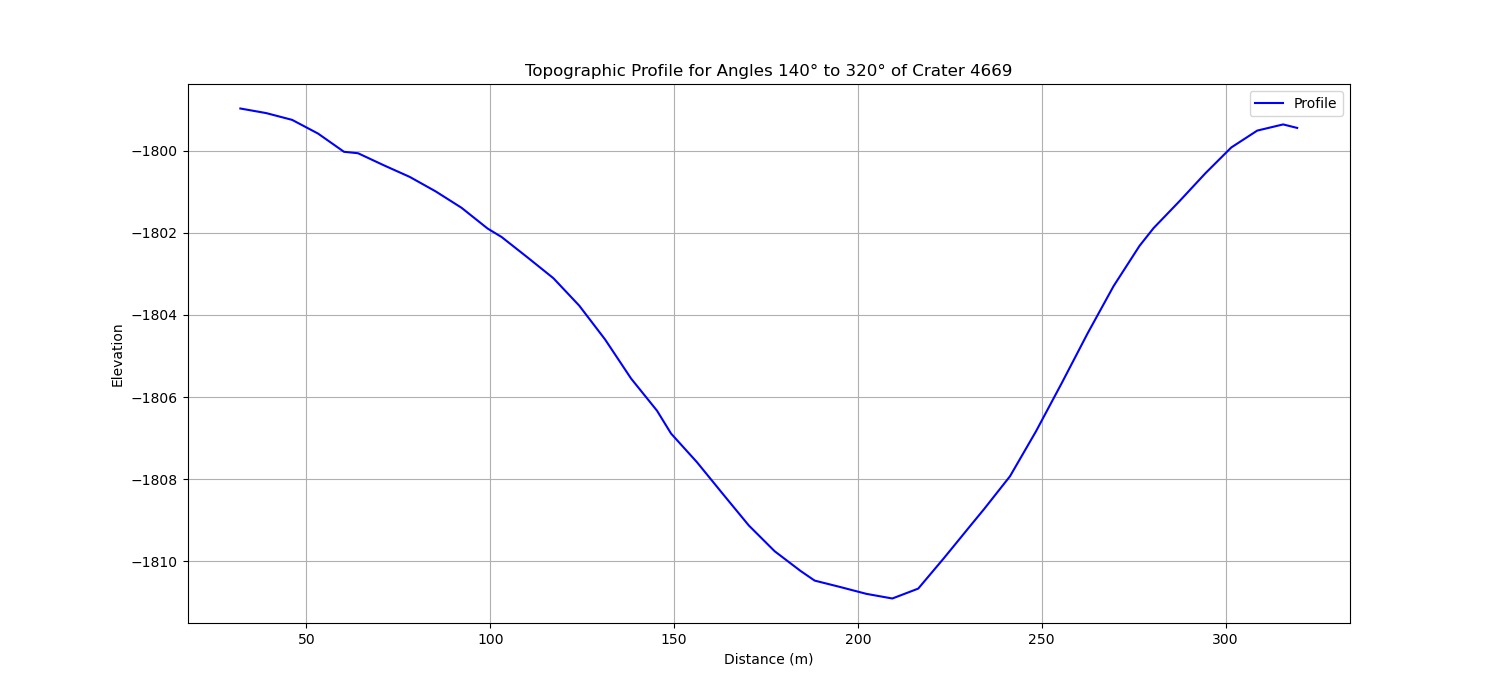 Topographic Profile for Angles 140° to 320° of Crater 4669
Profile
−1800
−1802
−1804
−1806
−1808
−1810
Elevation
50 100 150 200 250 300
Distance (m)